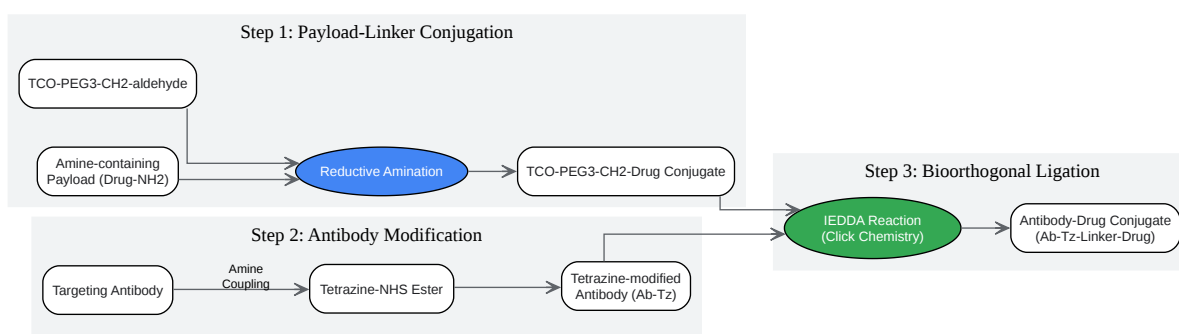 Step 1: Payload-Linker Conjugation
TCO-PEG3-CH2-aldehyde
Amine-containing
Payload (Drug-NH2)
Reductive Amination
TCO-PEG3-CH2-Drug Conjugate
Step 2: Antibody Modification
Targeting Antibody
Amine
Coupling
Tetrazine-NHS Ester
Tetrazine-modified
Antibody (Ab-Tz)
Step 3: Bioorthogonal Ligation
IEDDA Reaction
(Click Chemistry)
Antibody-Drug Conjugate
(Ab-Tz-Linker-Drug)